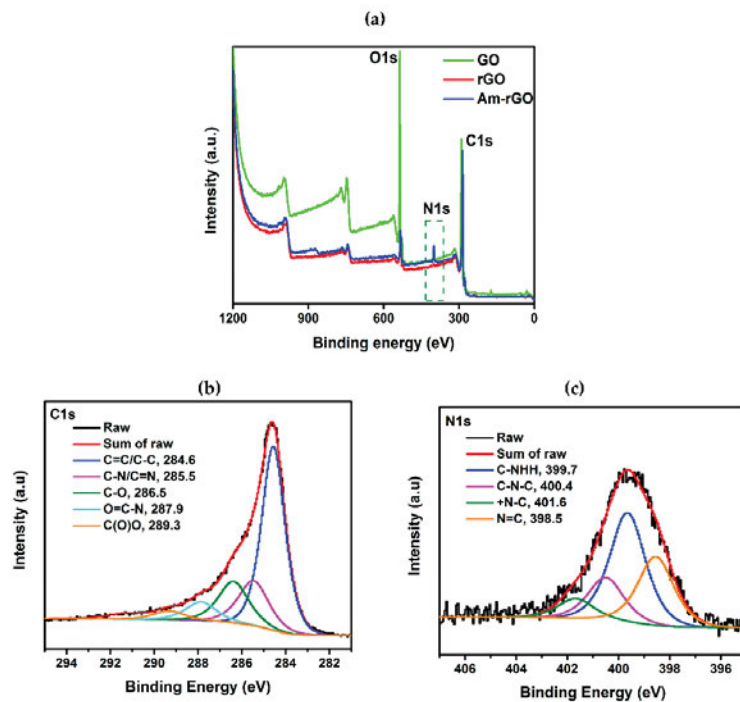 (a)
O1s
GO
rGO
Am-rGO
C1s
N1s
Intensity (a.u.)
1200 900 600 300 0
Binding energy (eV)
(b)
C1s
Raw
Sum of raw
C=C/C-C, 284.6
C-N/C=N, 285.5
C-O, 286.5
O=C-N, 287.9
C(O)O, 289.3
Intensity (a.u)
294 292 290 288 286 284 282
Binding Energy (eV)
(c)
N1s
Raw
Sum of raw
C-NHH, 399.7
C-N-C, 400.4
+N-C, 401.6
N=C, 398.5
Intensity (a.u)
406 404 402 400 398 396
Binding Energy (eV)